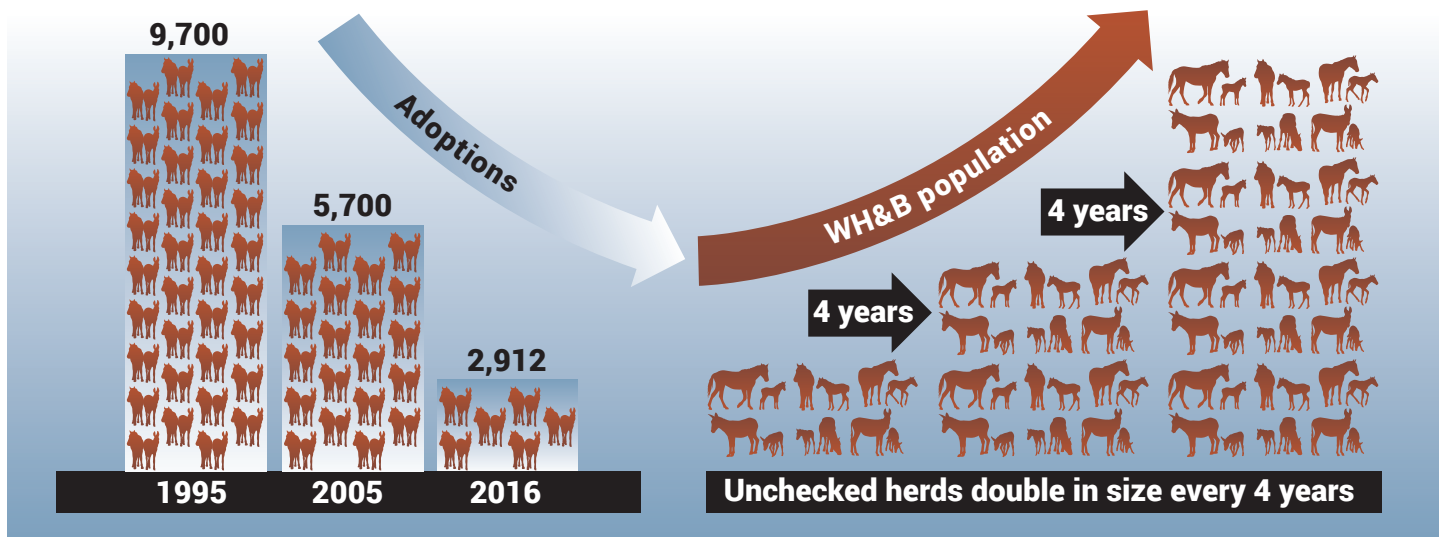 9,700
5,700
2,912
Adoptions
1995
2005
2016
WH&B population
4 years
4 years
Unchecked herds double in size every 4 years